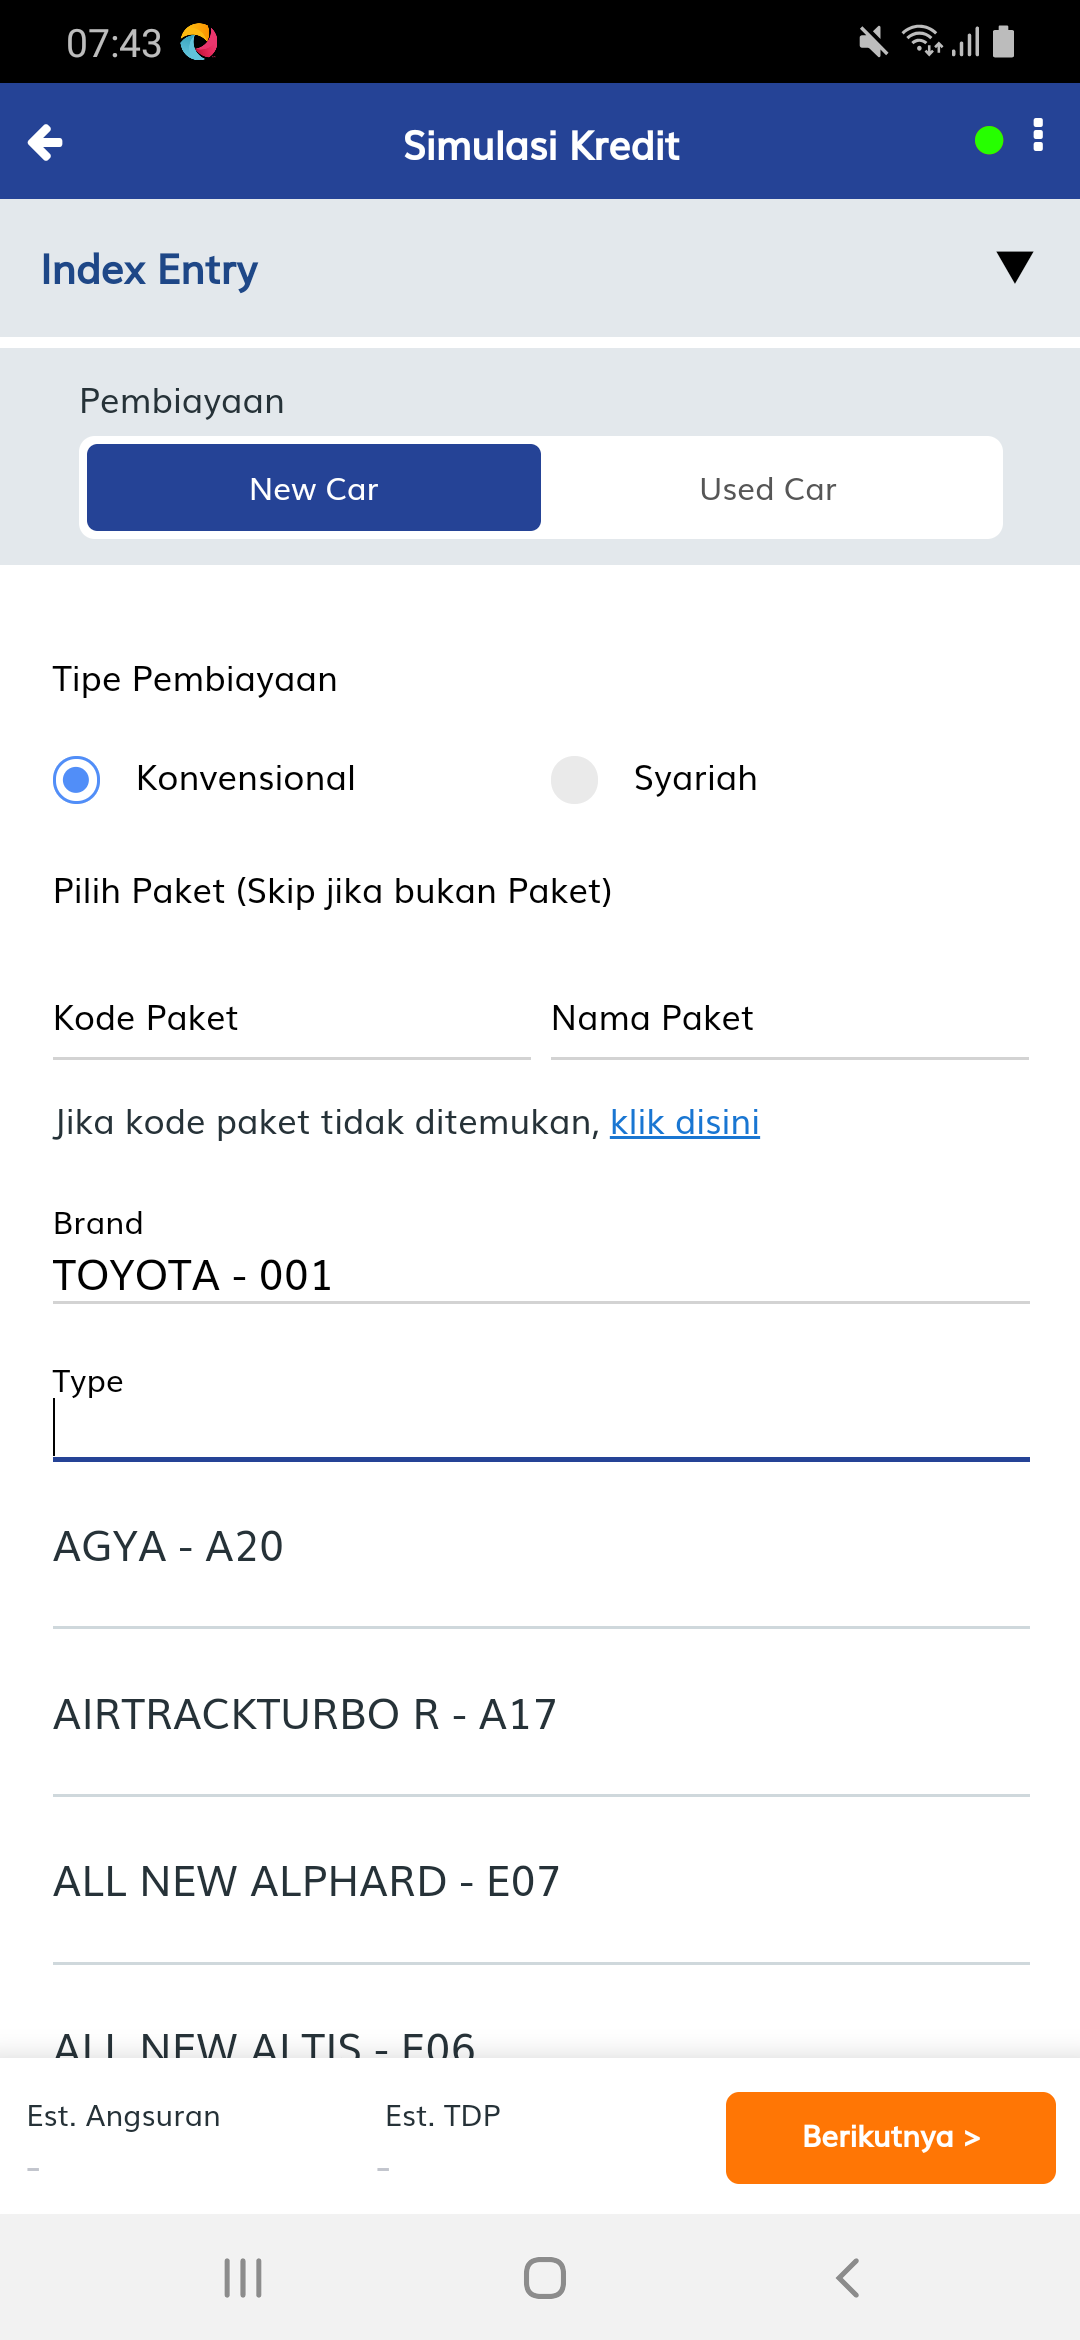 07:43
Simulasi Kredit
Index Entry
Pembiayaan
New Car Used Car
Tipe Pembiayaan
Konvensional Syariah
Pilih Paket (Skip jika bukan Paket)
Kode Paket Nama Paket
Jika kode paket tidak ditemukan, klik disini
Brand
TOYOTA - 001
Type
AGYA - A20
AIRTRACKTURBO R - A17
ALL NEW ALPHARD - E07
ALL NEW ALTIS - E06
Est. Angsuran Est. TDP
- -
Berikutnya >